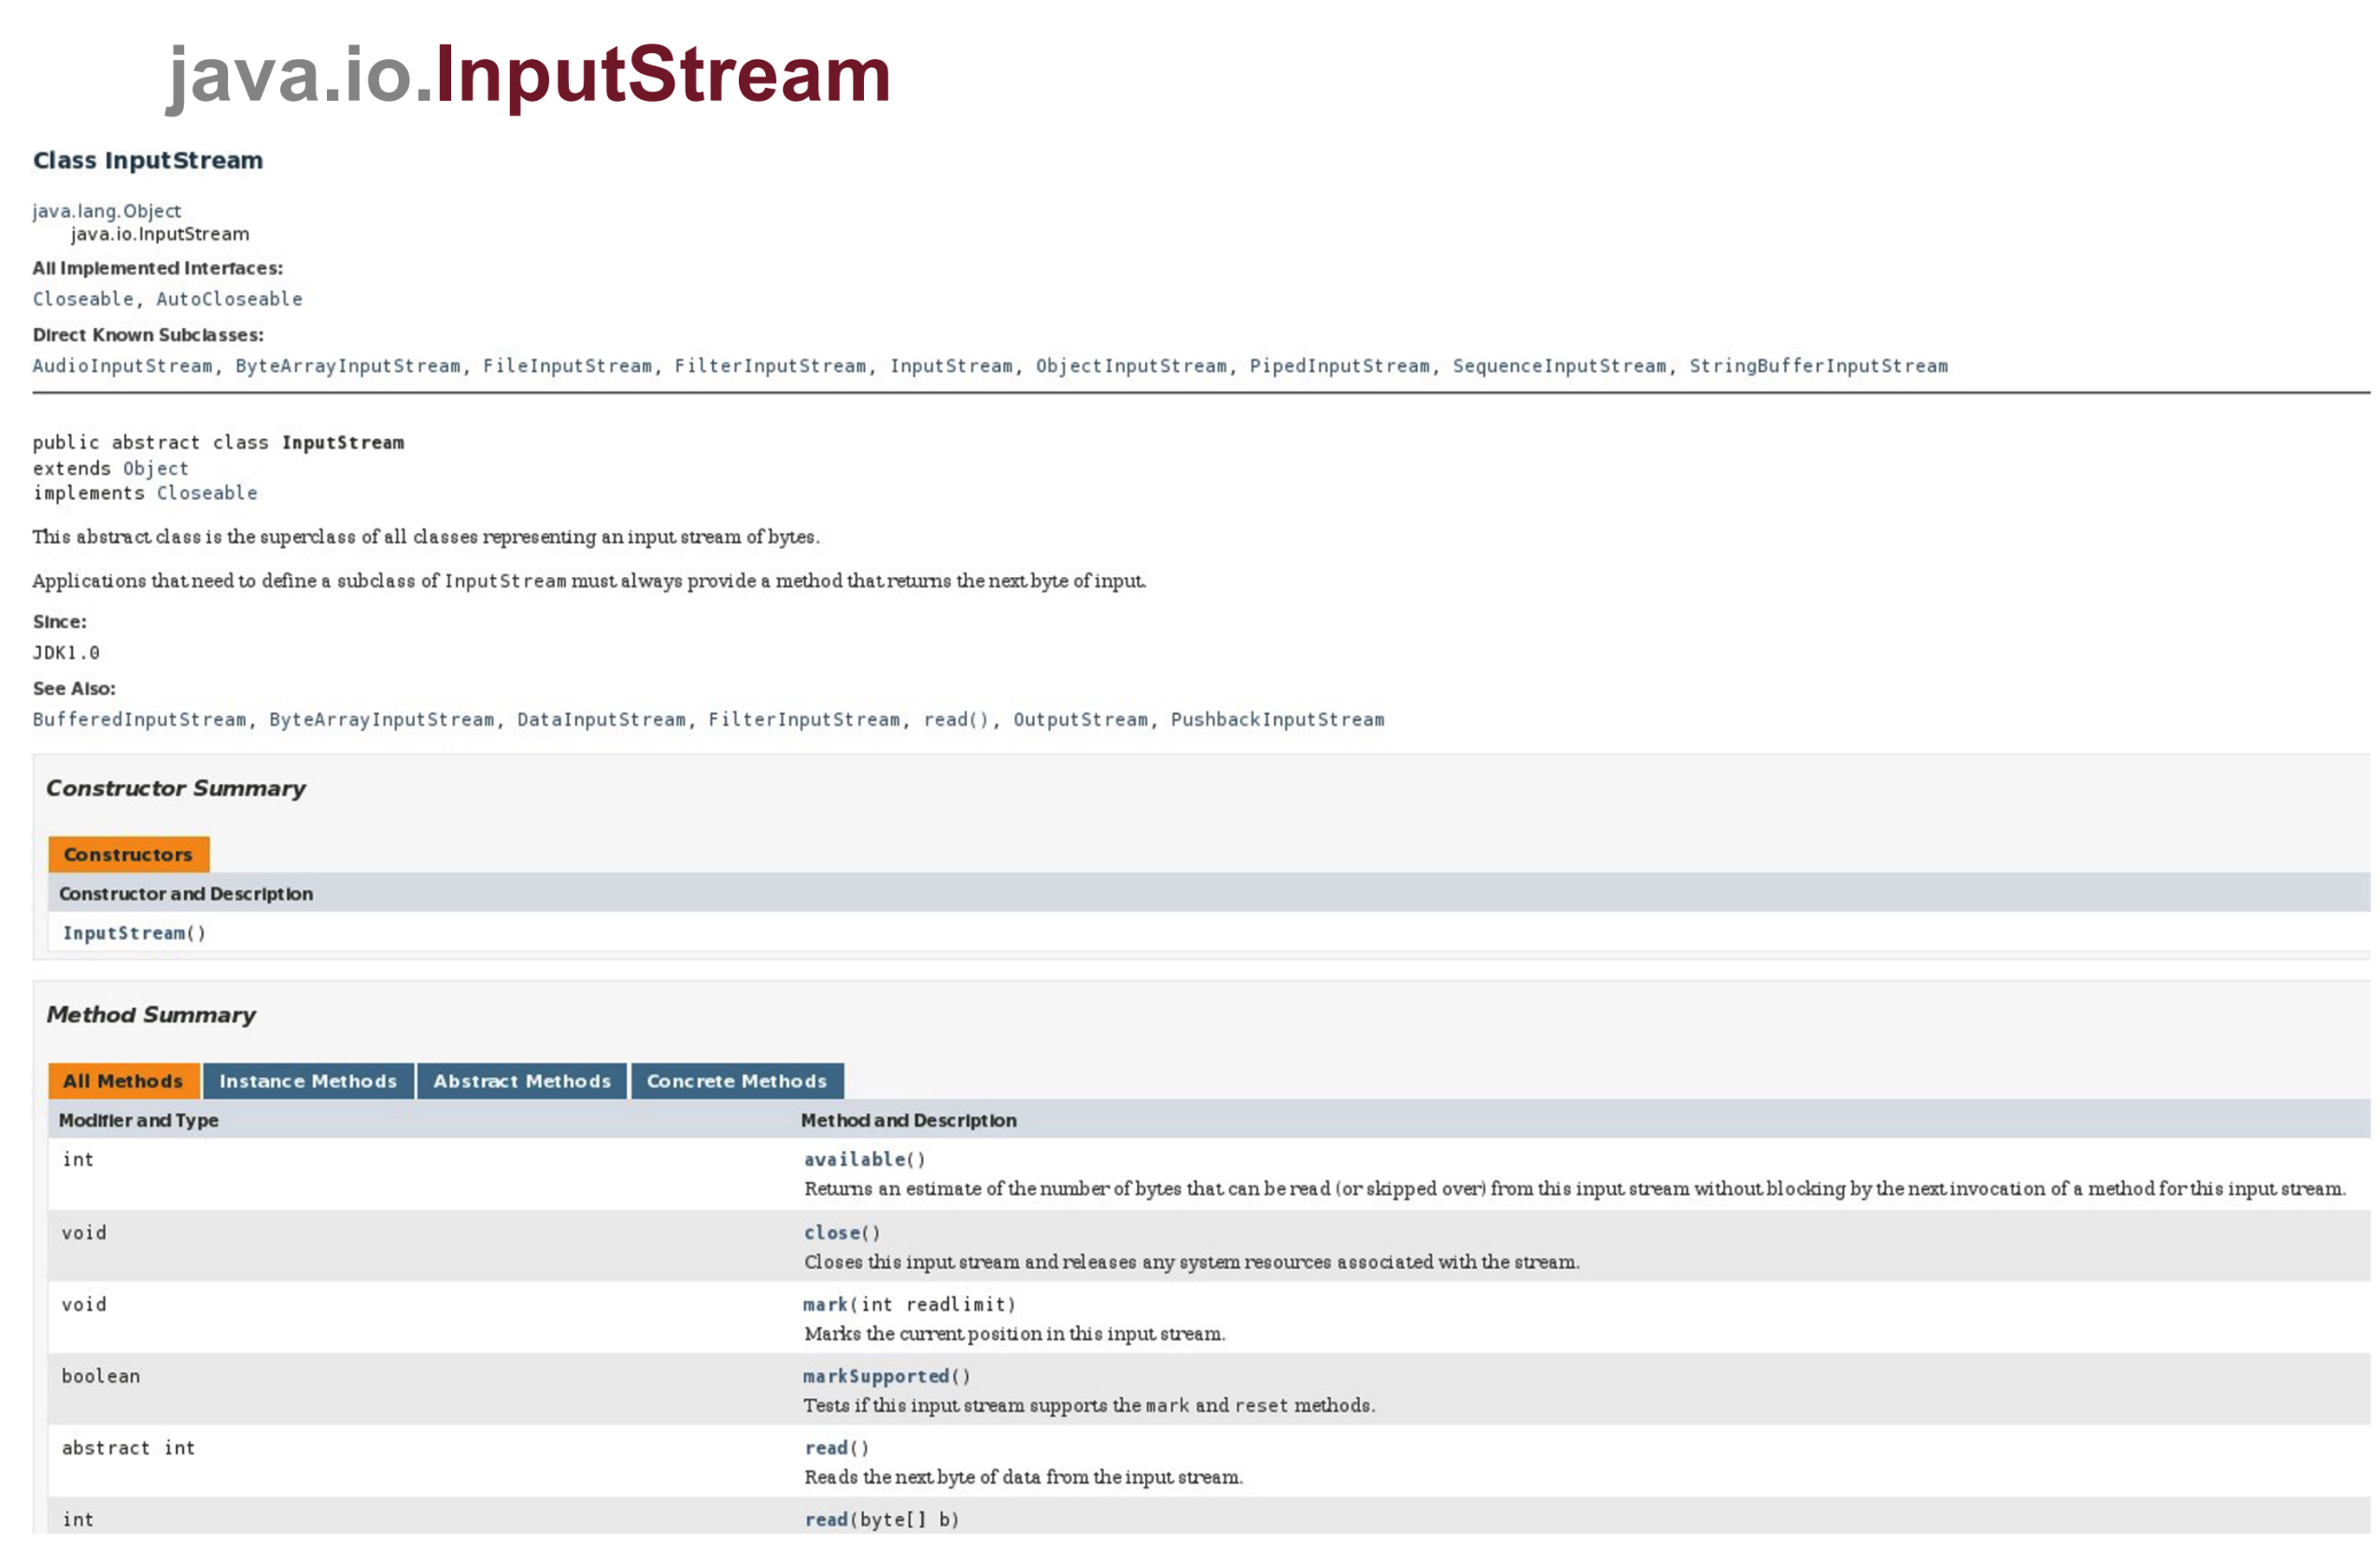 java.io.InputStream
Class InputStream
java.lang.Object
java.io.InputStream
All Implemented Interfaces:
Closeable, AutoCloseable
Direct Known Subclasses:
AudioInputStream, ByteArrayInputStream, FileInputStream, FilterInputStream, InputStream, ObjectInputStream, PipedInputStream, SequenceInputStream, StringBufferInputStream
public abstract class InputStream
extends Object
implements Closeable
This abstract class is the superclass of all classes representing an input stream of bytes.
Applications that need to define a subclass of InputStream must always provide a method that returns the next byte of input.
Since:
JDK1.0
See Also:
BufferedInputStream, ByteArrayInputStream, DataInputStream, FilterInputStream, read(), OutputStream, PushbackInputStream
Constructor Summary
Constructors
Constructor and Description
InputStream()
Method Summary
All Methods Instance Methods Abstract Methods Concrete Methods
Modifier and Type Method and Description
int available()
Returns an estimate of the number of bytes that can be read (or skipped over) from this input stream without blocking by the next invocation of a method for this input stream.
void close()
Closes this input stream and releases any system resources associated with the stream.
void mark(int readlimit)
Marks the current position in this input stream.
boolean markSupported()
Tests if this input stream supports the mark and reset methods.
abstract int read()
Reads the next byte of data from the input stream.
int read(byte[] b)